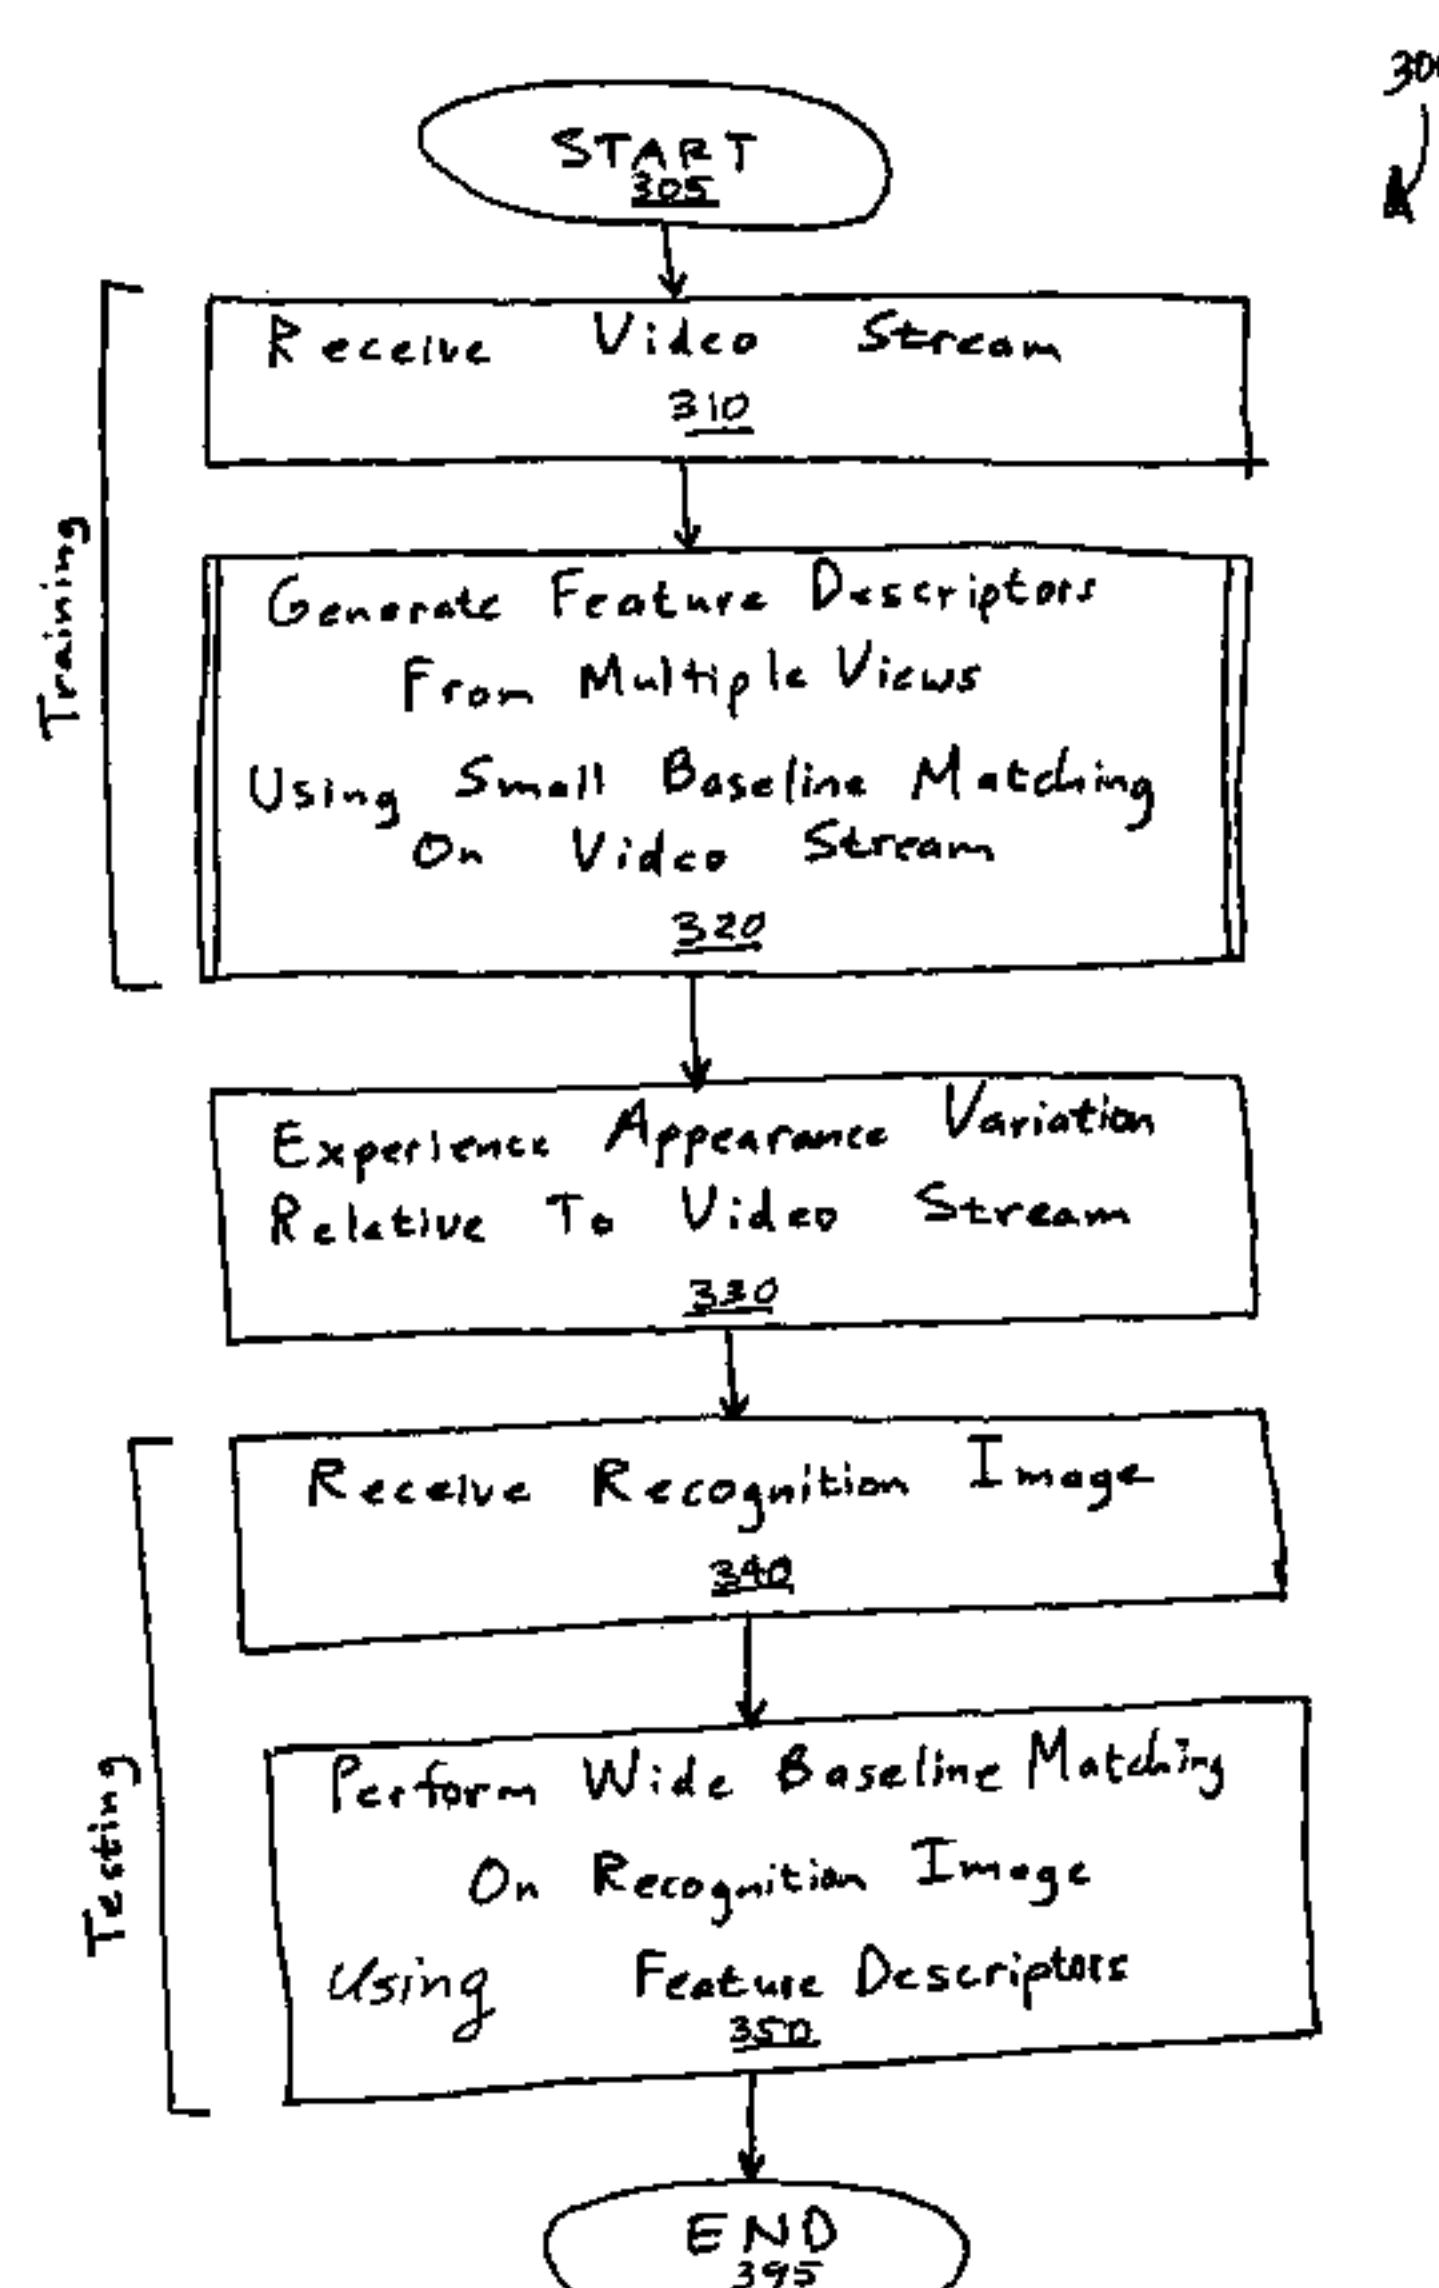 300
START
305
Receive Video Stream
310
Training
Generate Feature Descriptors
From Multiple Views
Using Small Baseline Matching
On Video Stream
320
Experience Appearance Variation
Relative To Video Stream
330
Receive Recognition Image
340
Testing
Perform Wide Baseline Matching
On Recognition Image
Using Feature Descriptors
350
END
395